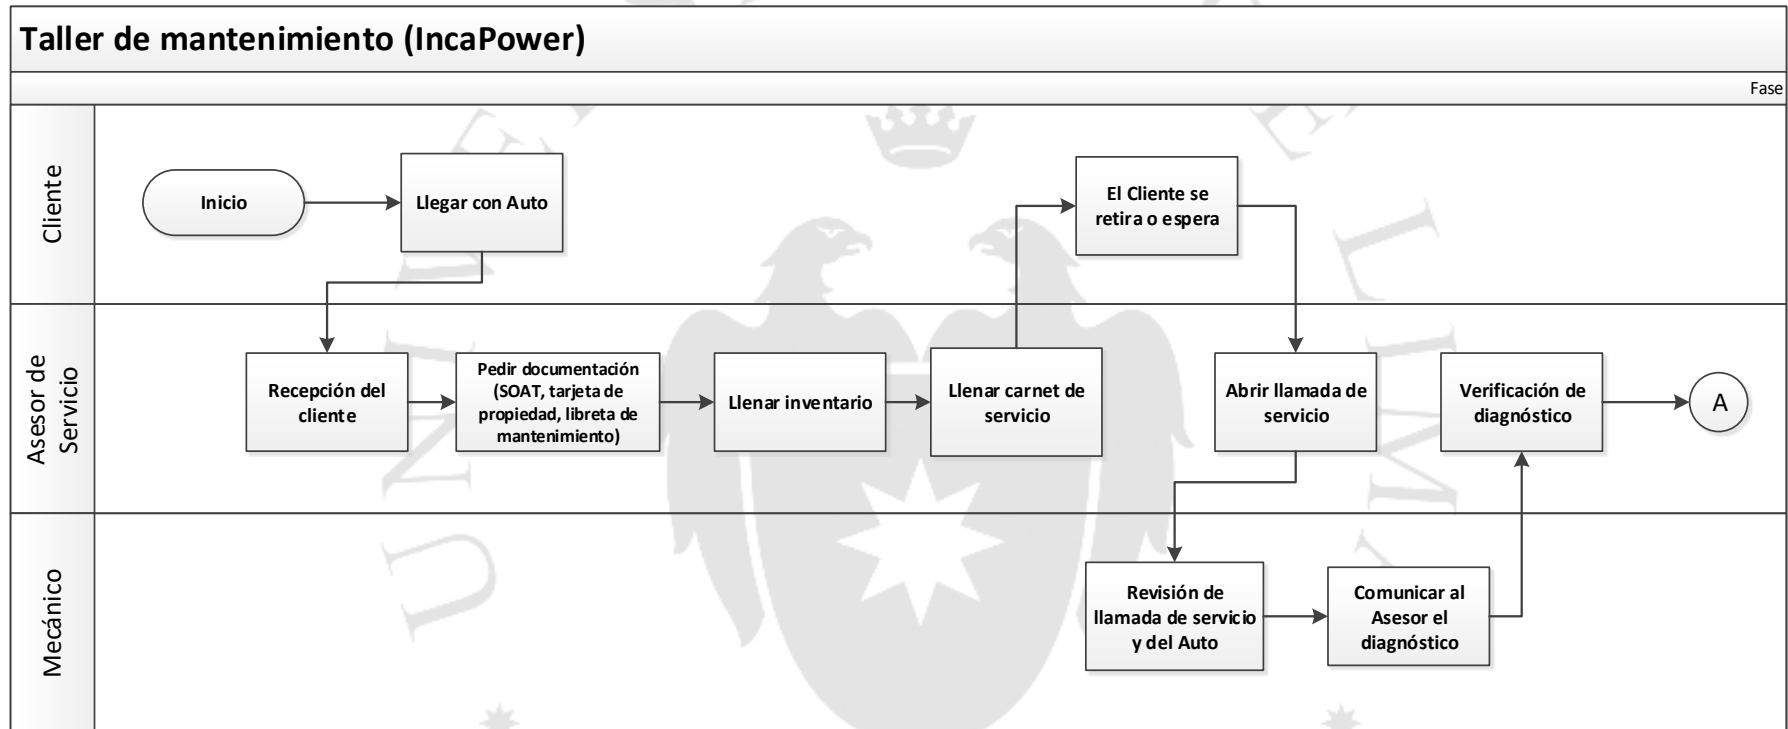 Taller de mantenimiento (IncaPower)
Fase
Cliente
Inicio
Llegar con Auto
El Cliente se
retira o espera
Asesor de
Servicio
Recepción del
cliente
Pedir documentación
(SOAT, tarjeta de
propiedad, libreta de
mantenimiento)
Llenar inventario
Llenar carnet de
servicio
Abrir llamada de
servicio
Verificación de
diagnóstico
A
Mecánico
Revisión de
llamada de servicio
y del Auto
Comunicar al
Asesor el
diagnóstico